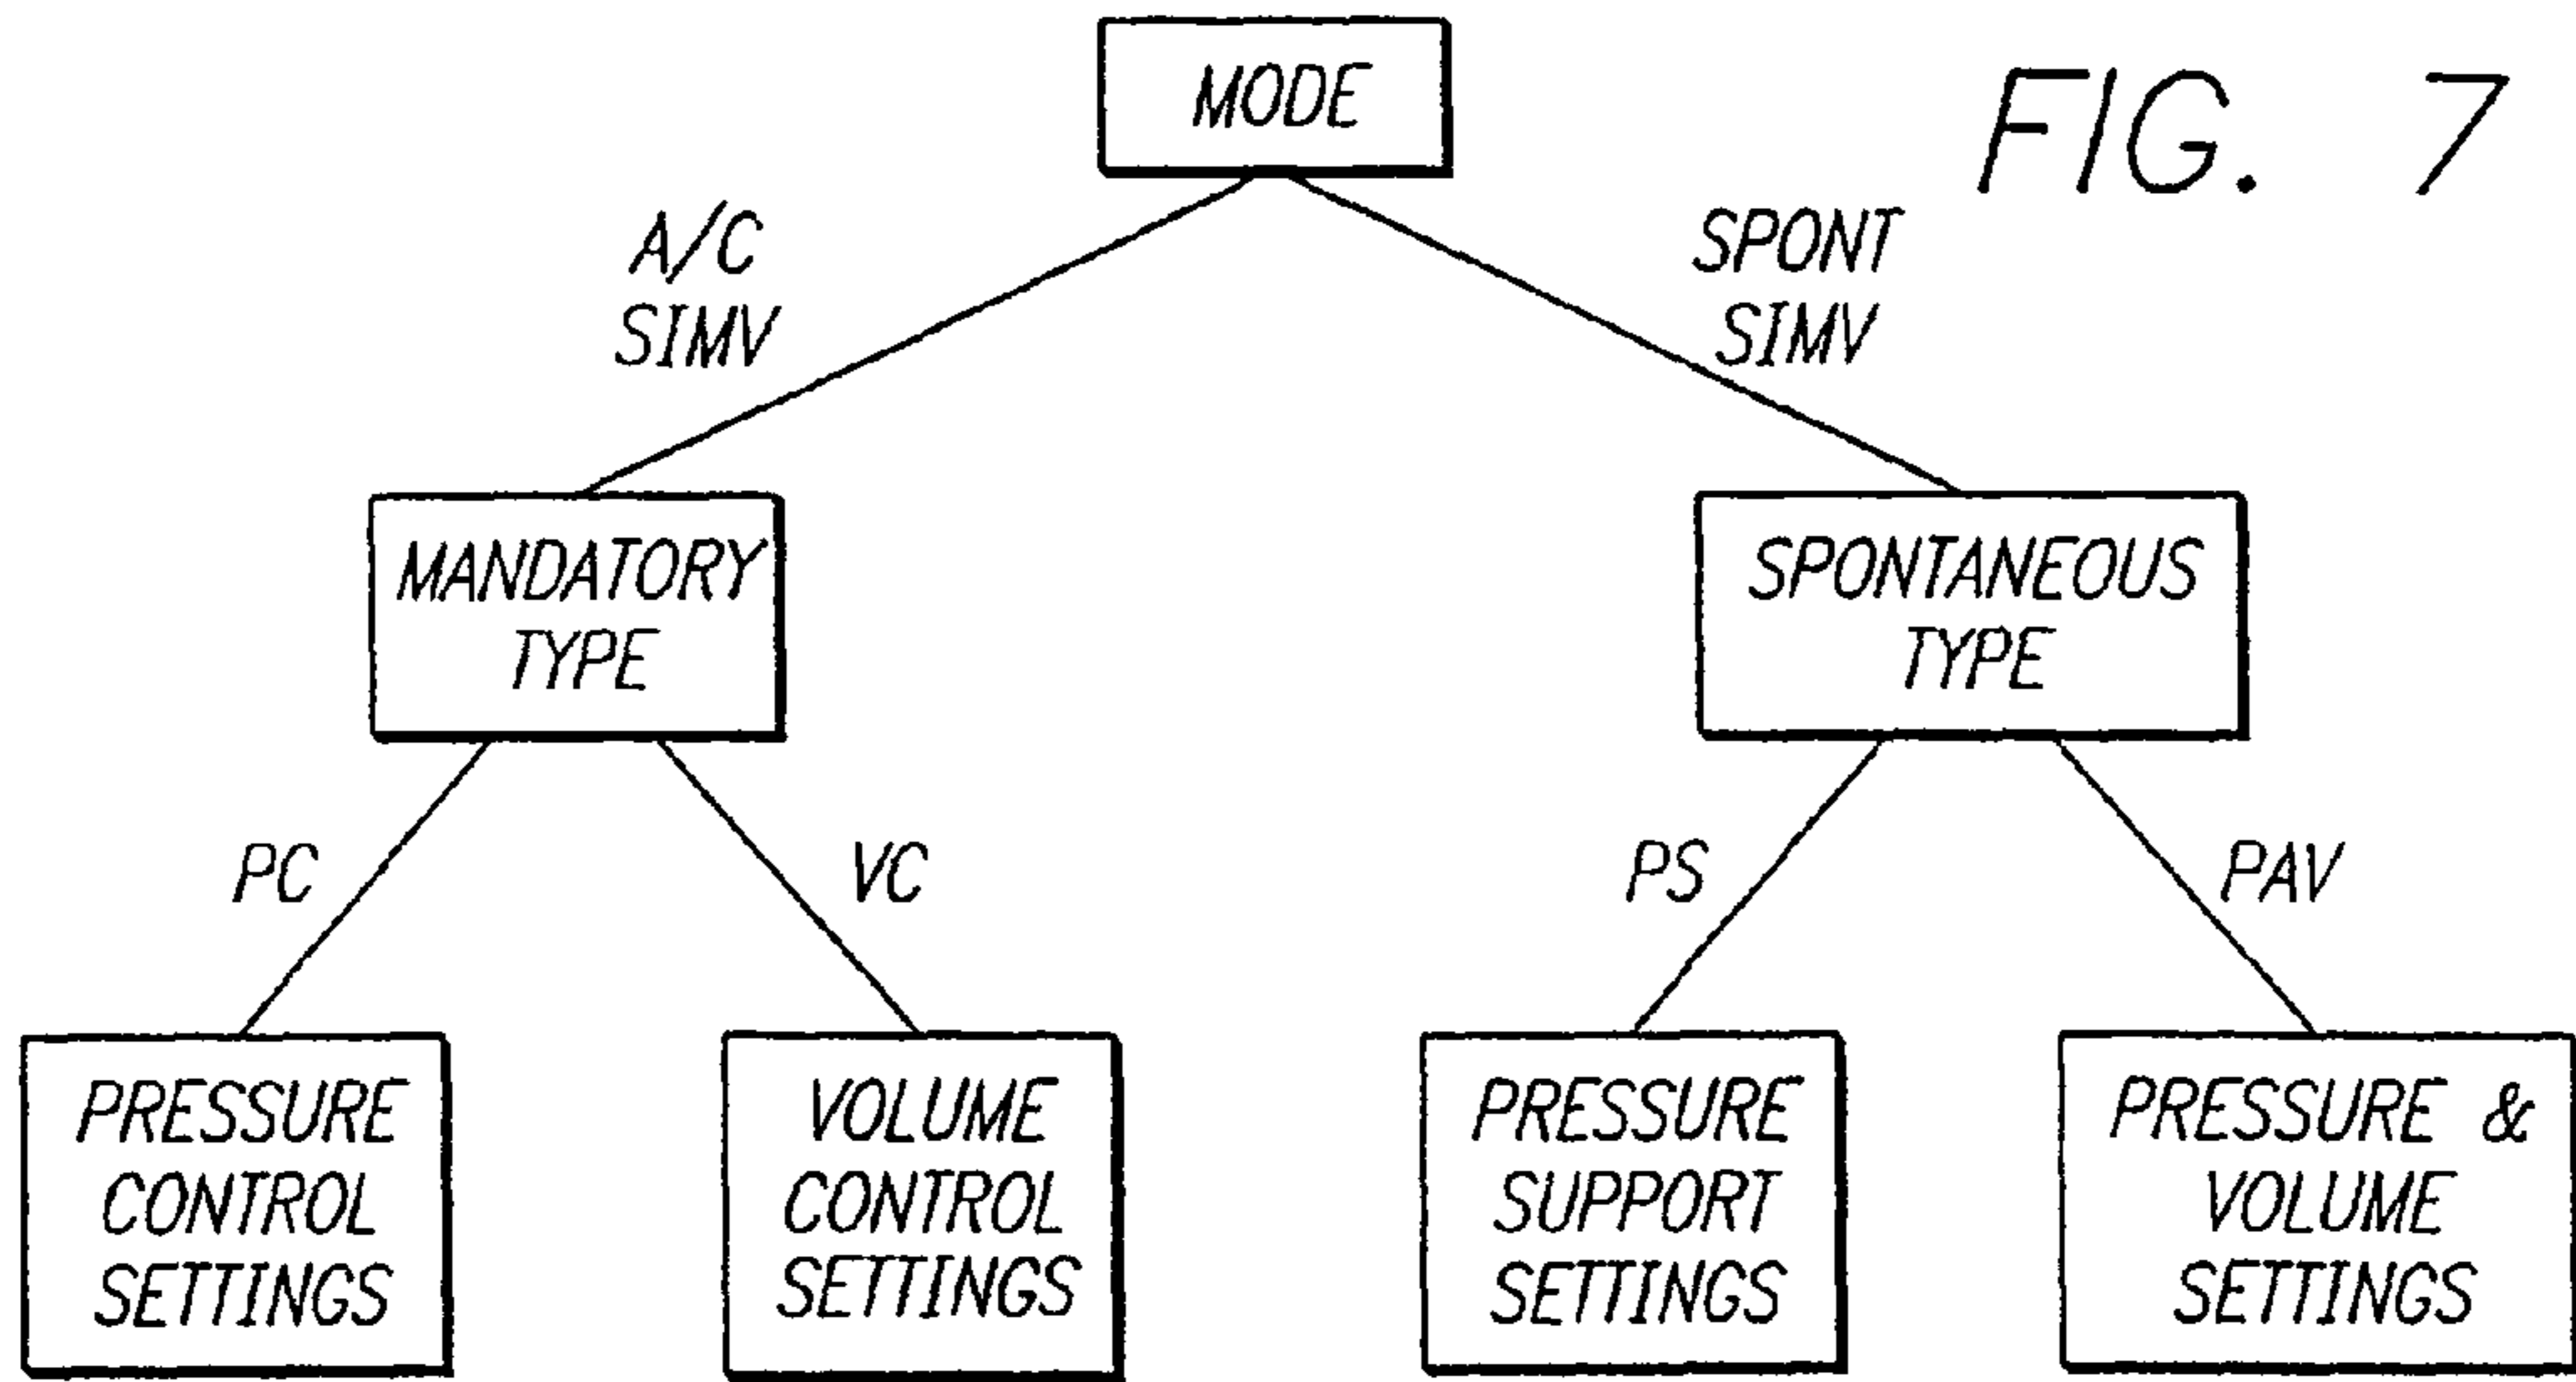 MODE
FIG. 7
A/C
SIMV
SPONT
SIMV
MANDATORY
TYPE
SPONTANEOUS
TYPE
PC
VC
PS
PAV
PRESSURE
CONTROL
SETTINGS
VOLUME
CONTROL
SETTINGS
PRESSURE
SUPPORT
SETTINGS
PRESSURE &
VOLUME
SETTINGS